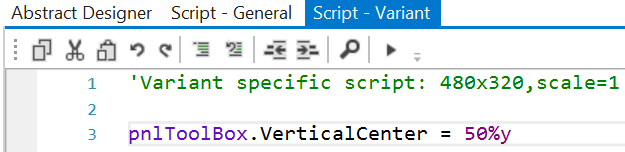 Abstract Designer Script - General Script - Variant
1 'Variant specific script: 480x320,scale=1
2
3 pnlToolBox.VerticalCenter = 50%y